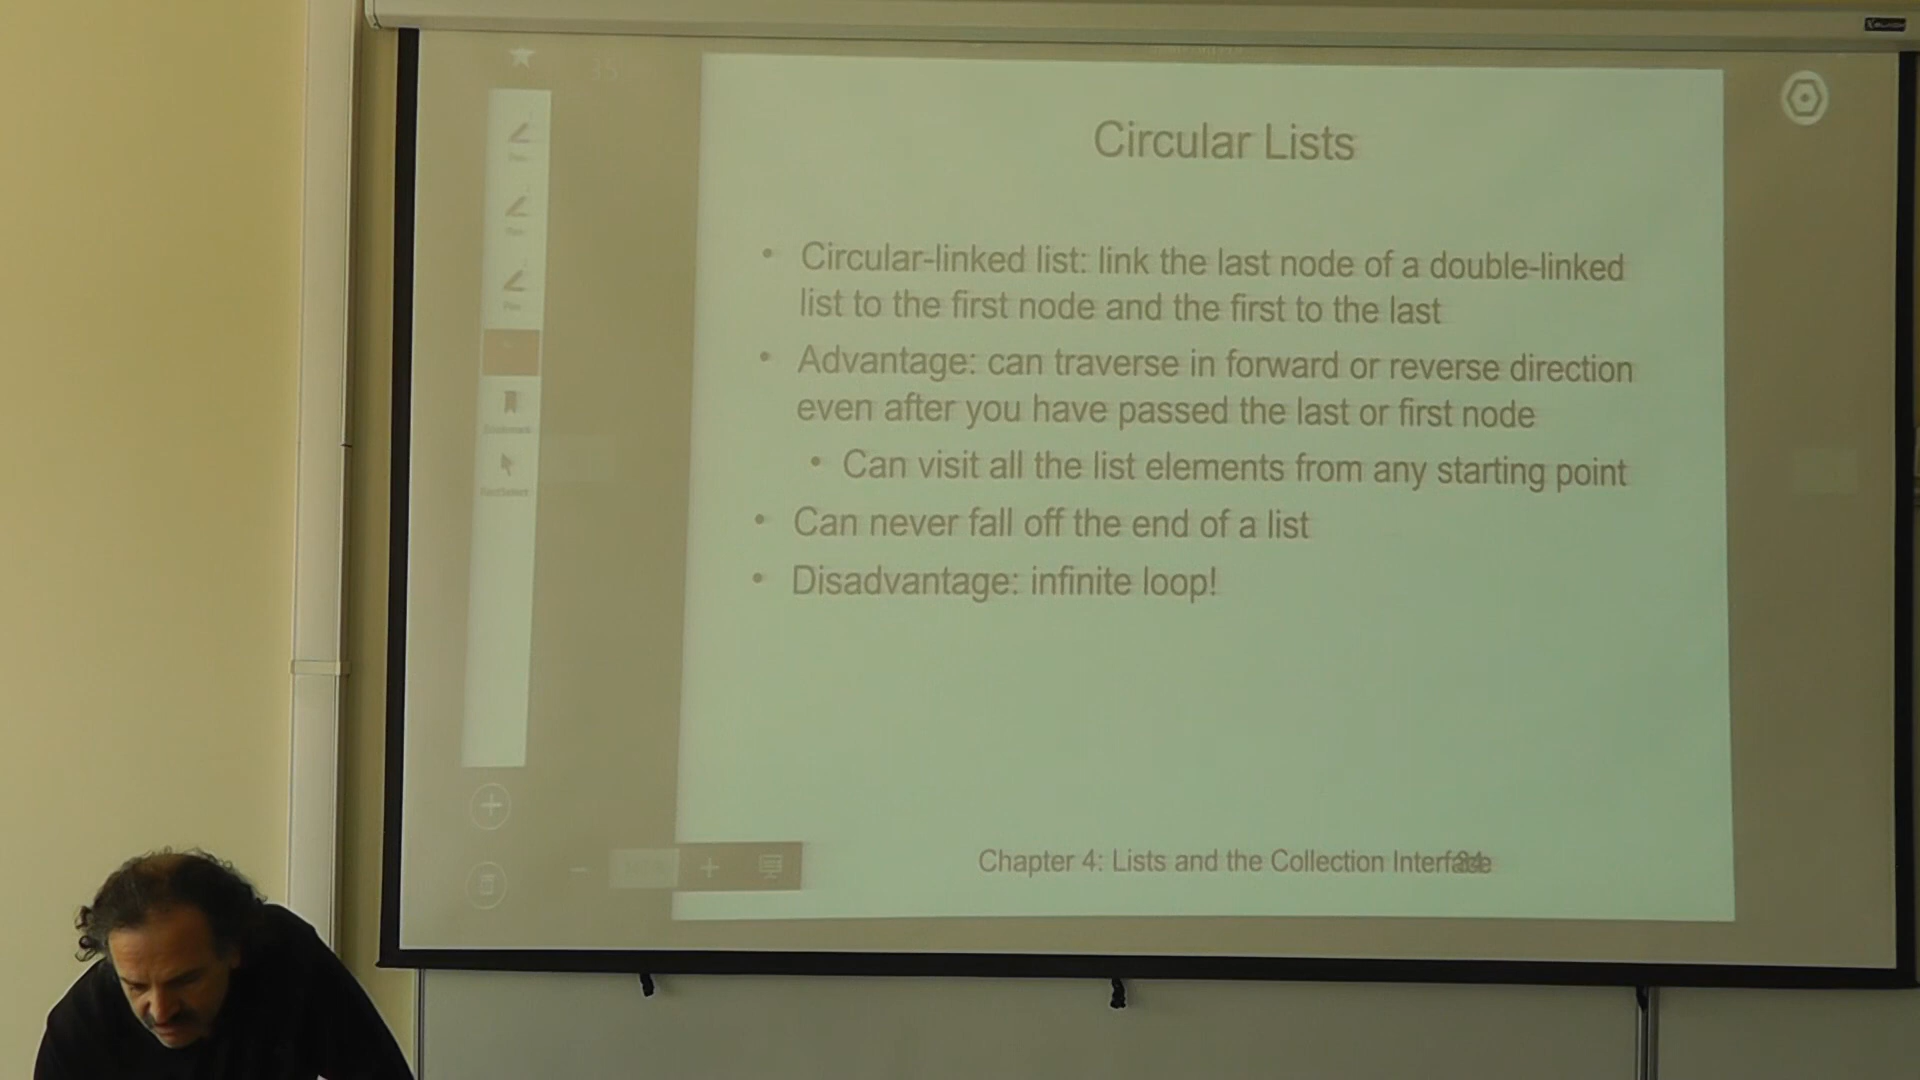 Circular Lists
• Circular-linked list: link the last node of a double-linked
list to the first node and the first to the last
• Advantage: can traverse in forward or reverse direction
even after you have passed the last or first node
• Can visit all the list elements from any starting point
• Can never fall off the end of a list
• Disadvantage: infinite loop!
Chapter 4: Lists and the Collection Interface